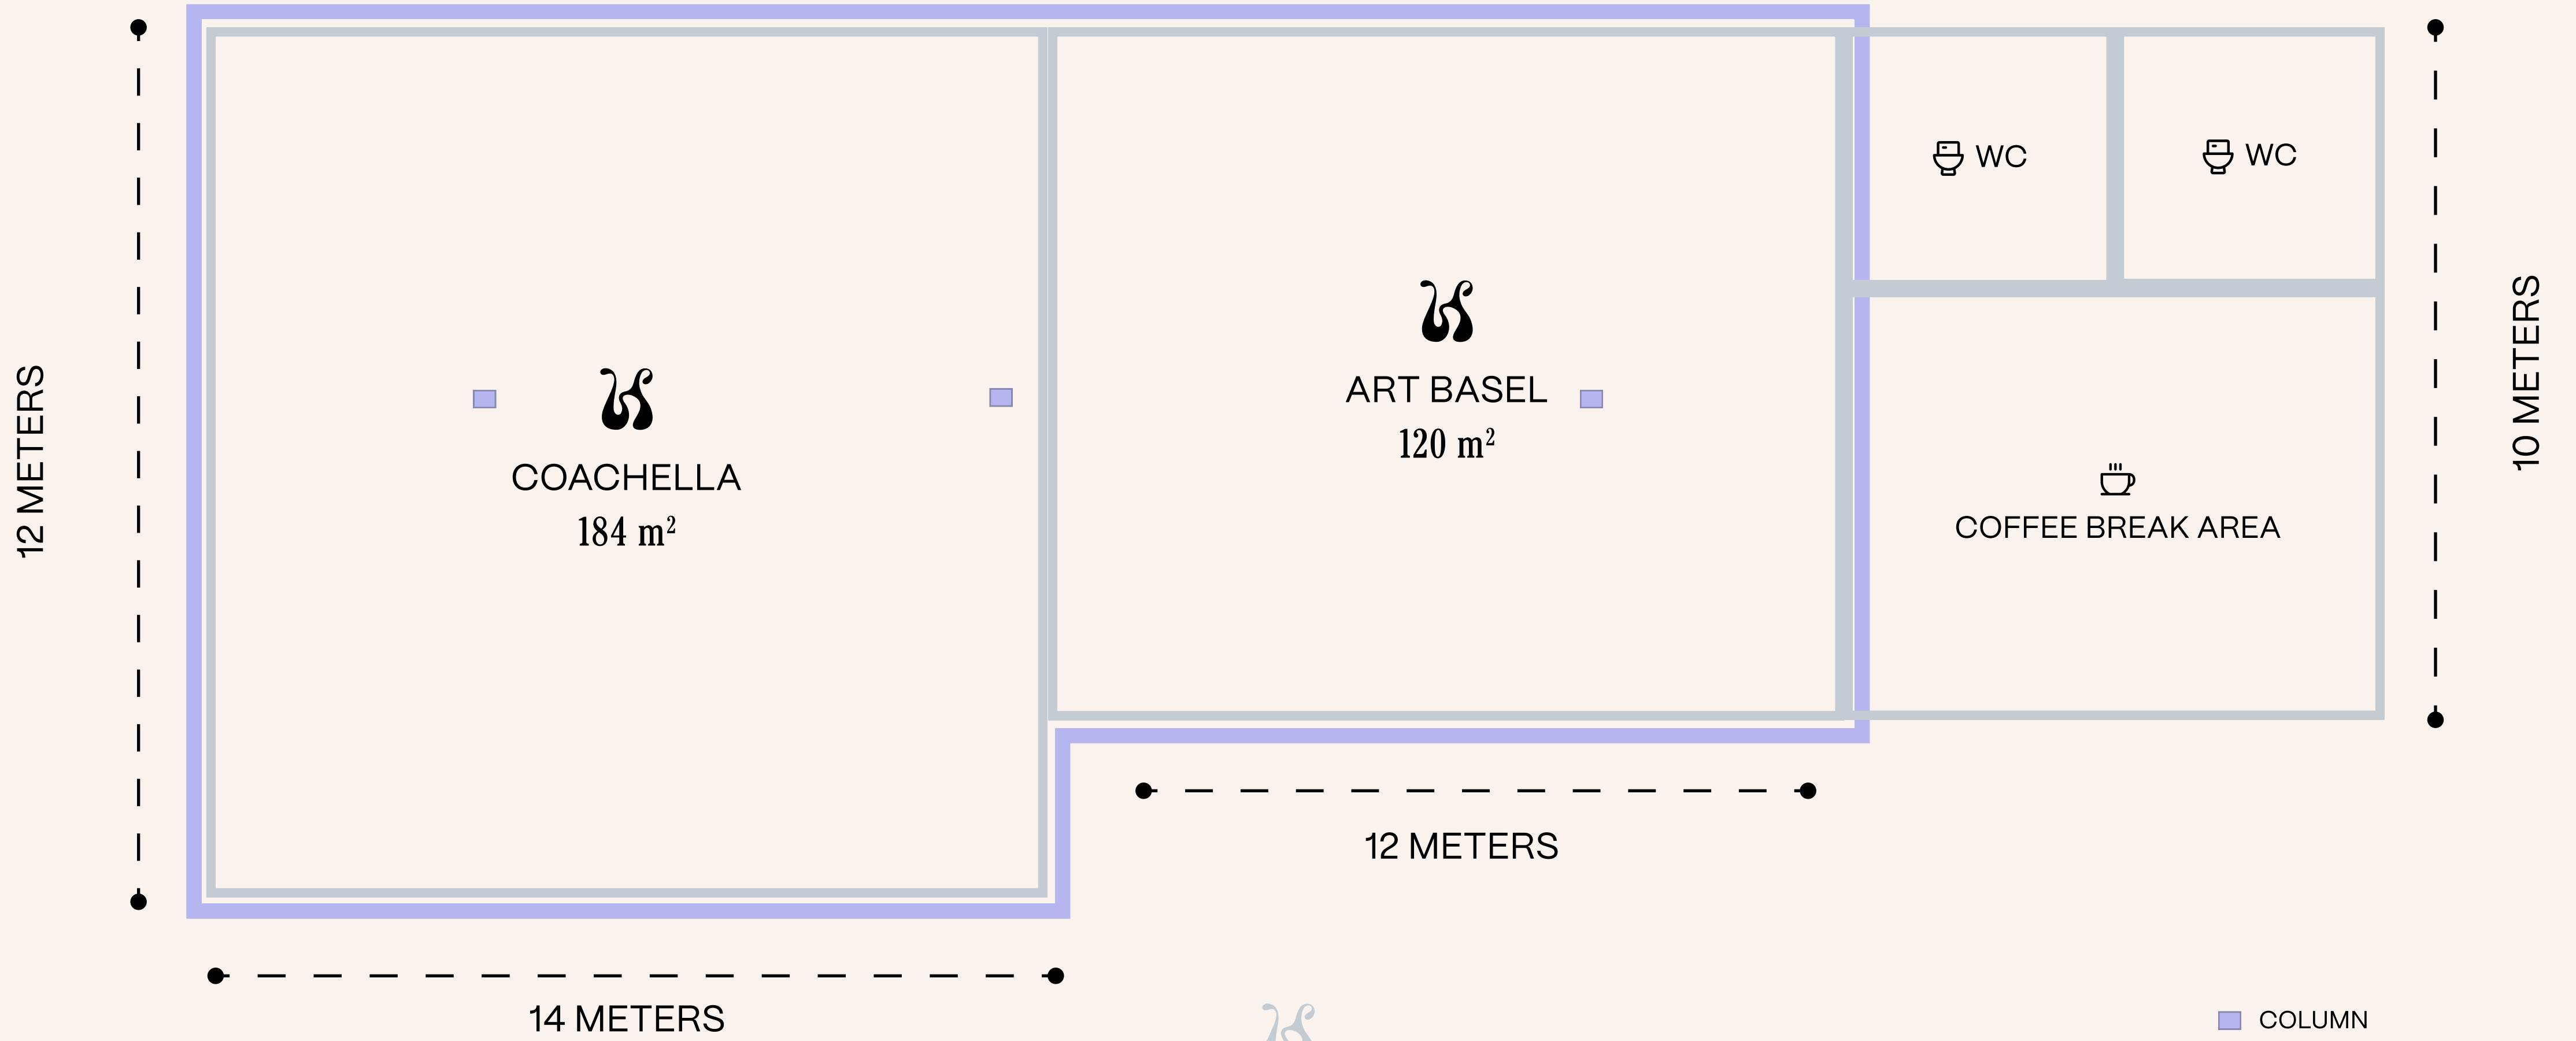 12 METERS
COACHELLA
184 m²
ART BASEL
120 m²
WC
WC
COFFEE BREAK AREA
10 METERS
12 METERS
14 METERS
COLUMN